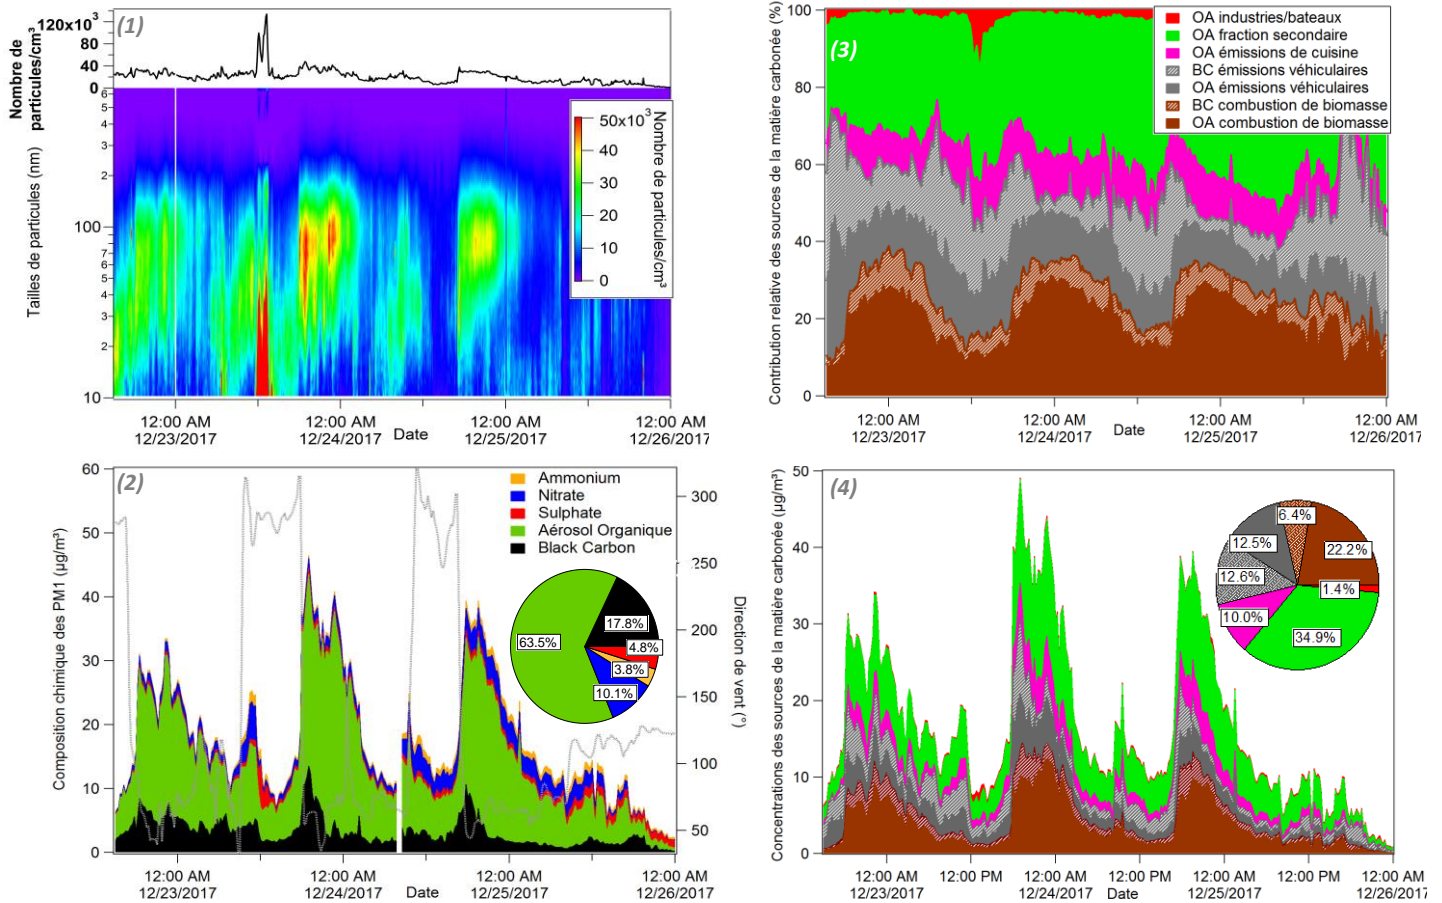 (1)
Nombre de
particules/cm³
120x10³
80
40
0
Tailles de particules (nm)
6
5
4
3
2
100
7
6
5
4
3
2
10
50x10³
40
30
20
10
0
Nombre de particules/cm³
12:00 AM
12/23/2017
12:00 AM
12/24/2017
Date
12:00 AM
12/25/2017
12:00 AM
12/26/2017
(3)
Contribution relative des sources de la matière carbonée (%)
100
80
60
40
20
0
OA industries/bateaux
OA fraction secondaire
OA émissions de cuisine
BC émissions véhiculaires
OA émissions véhiculaires
BC combustion de biomasse
OA combustion de biomasse
12:00 AM
12/23/2017
12:00 AM
12/24/2017
Date
12:00 AM
12/25/2017
12:00 AM
12/26/2017
(2)
Composition chimique des PM1 (µg/m³)
60
50
40
30
20
10
0
Ammonium
Nitrate
Sulphate
Aérosol Organique
Black Carbon
63.5%
17.8%
4.8%
3.8%
10.1%
300
250
200
150
100
50
Direction de vent (°)
12:00 AM
12/23/2017
12:00 AM
12/24/2017
Date
12:00 AM
12/25/2017
12:00 AM
12/26/2017
(4)
Concentrations des sources de la matière carbonée (µg/m³)
50
40
30
20
10
0
6.4%
22.2%
12.5%
12.6%
1.4%
10.0%
34.9%
12:00 AM
12/23/2017
12:00 PM
12:00 AM
12/24/2017
12:00 PM
Date
12:00 AM
12/25/2017
12:00 PM
12:00 AM
12/26/2017